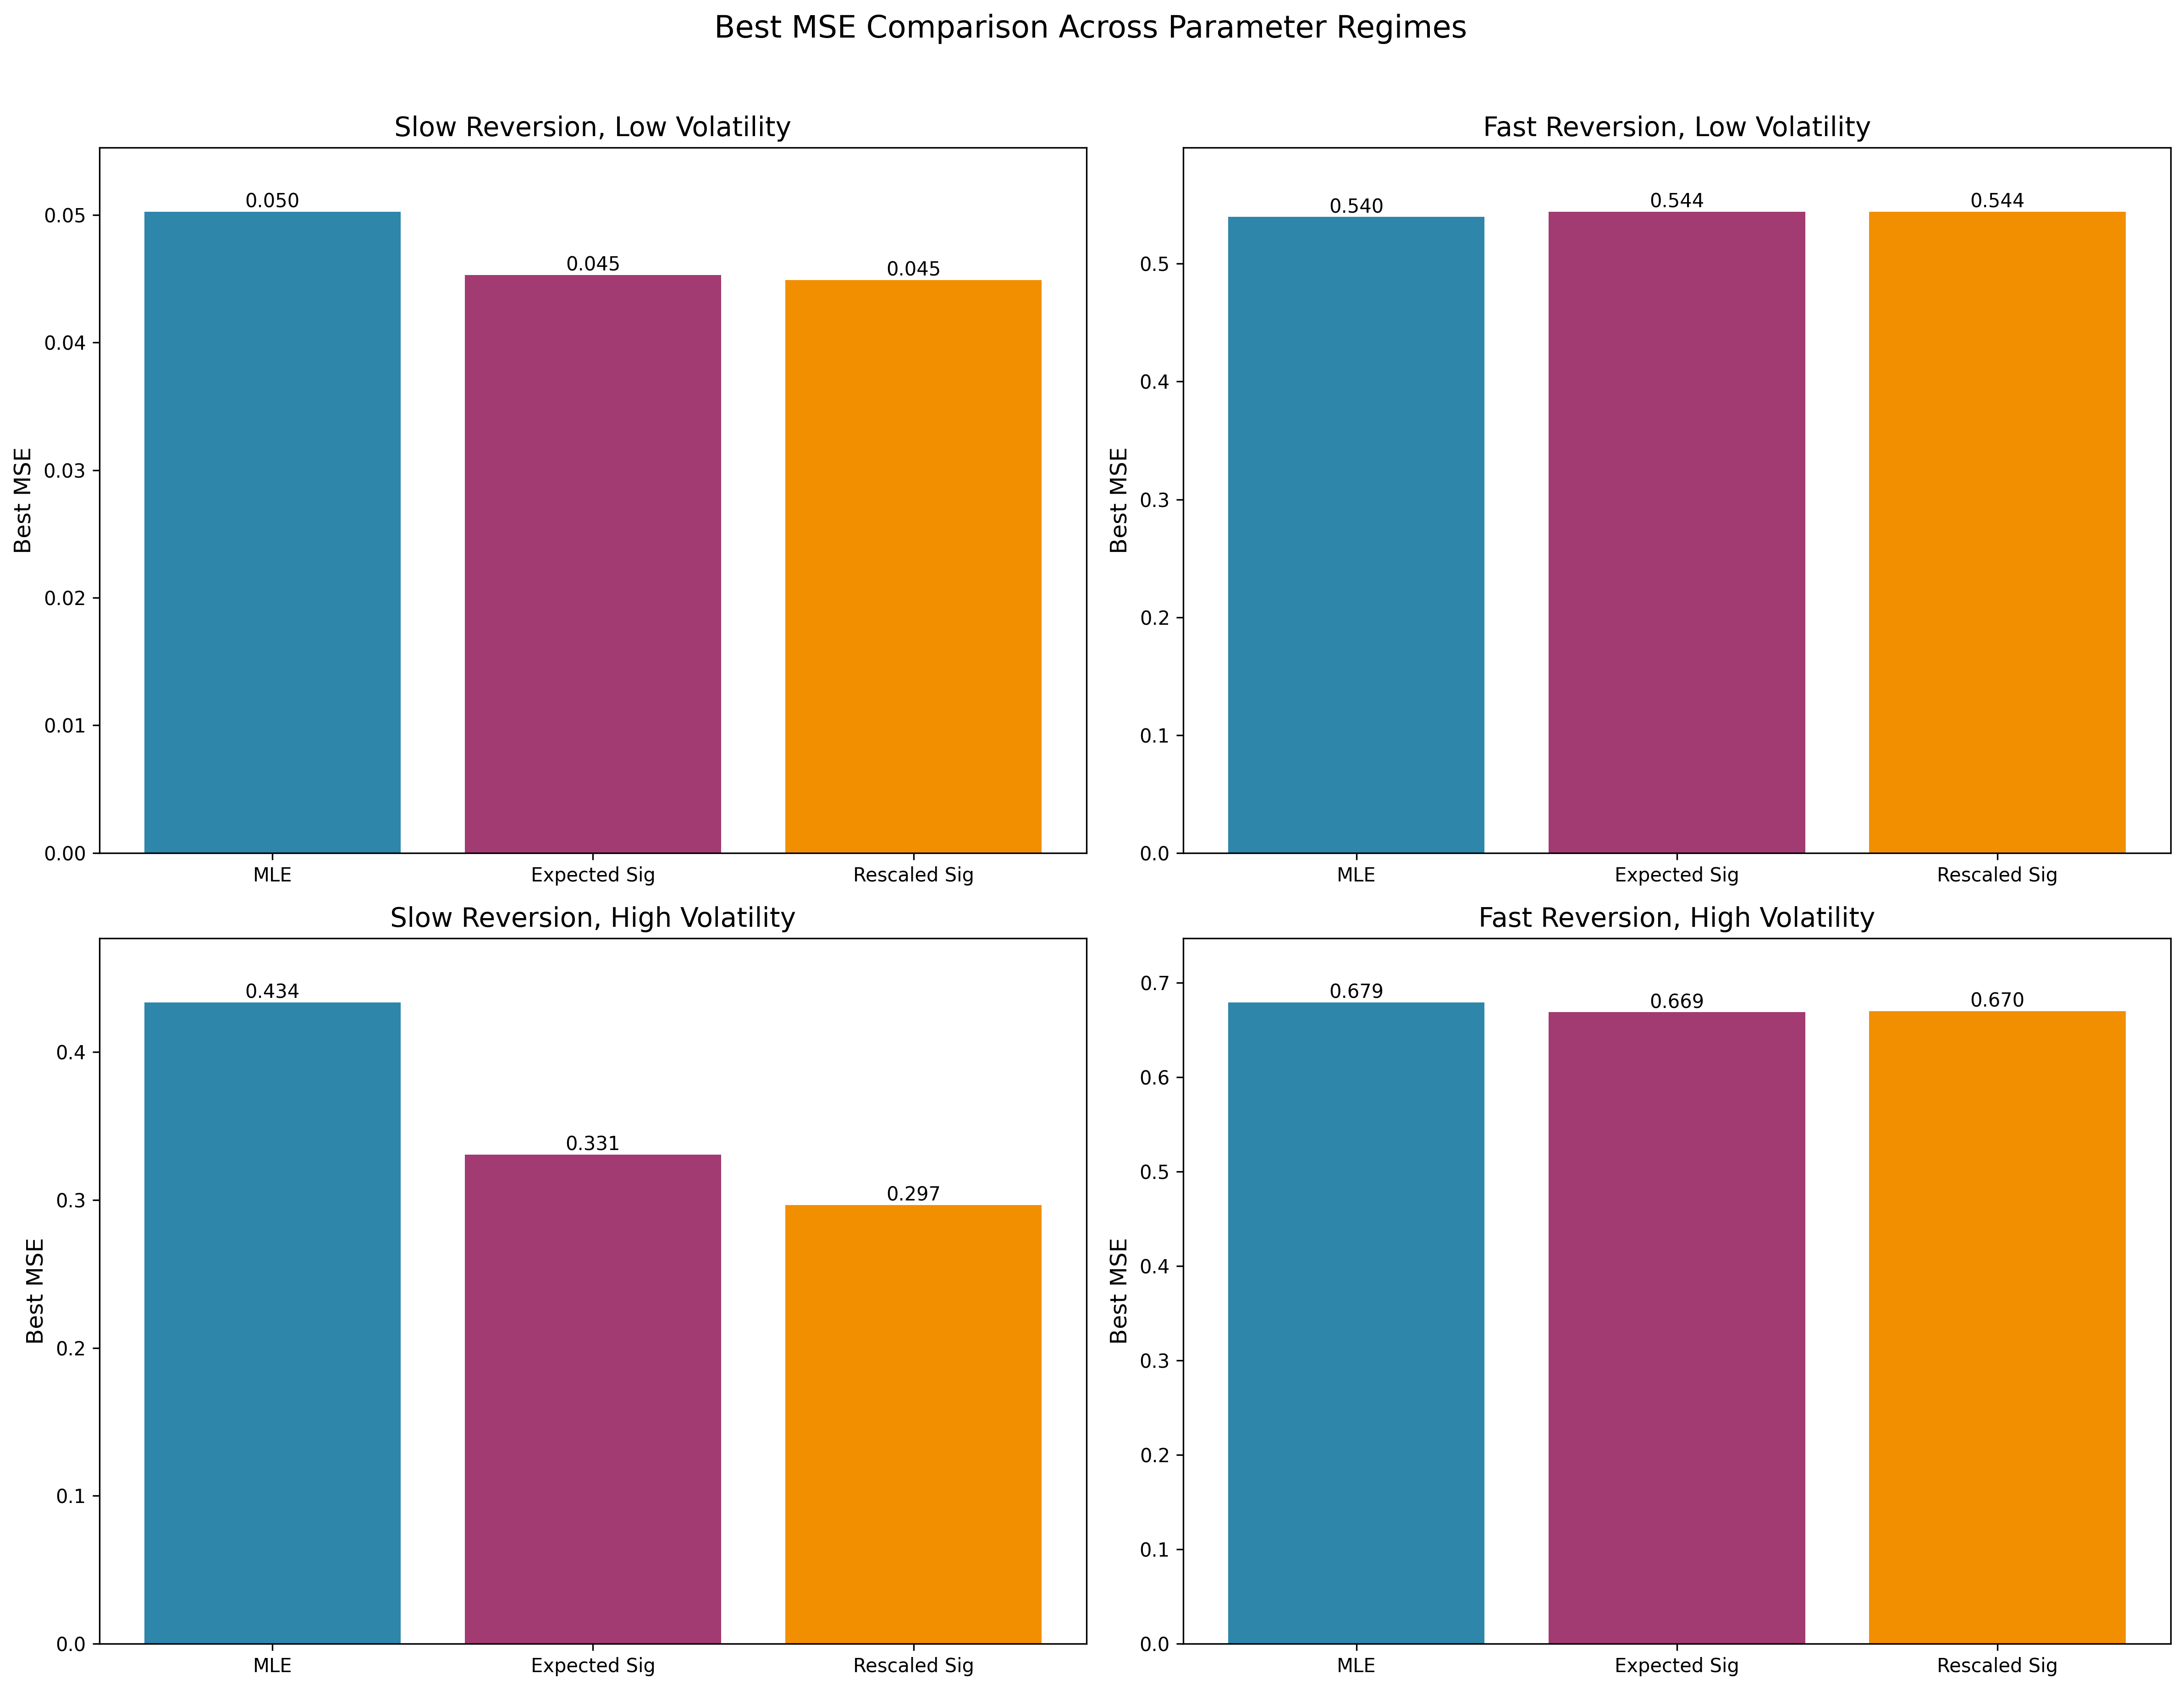 Best MSE Comparison Across Parameter Regimes
Slow Reversion, Low Volatility
0.050
0.045
0.045
0.05
0.04
0.03
0.02
0.01
0.00
Best MSE
MLE
Expected Sig
Rescaled Sig
Fast Reversion, Low Volatility
0.540
0.544
0.544
0.5
0.4
0.3
0.2
0.1
0.0
Best MSE
MLE
Expected Sig
Rescaled Sig
Slow Reversion, High Volatility
0.434
0.331
0.297
0.4
0.3
0.2
0.1
0.0
Best MSE
MLE
Expected Sig
Rescaled Sig
Fast Reversion, High Volatility
0.679
0.669
0.670
0.7
0.6
0.5
0.4
0.3
0.2
0.1
0.0
Best MSE
MLE
Expected Sig
Rescaled Sig